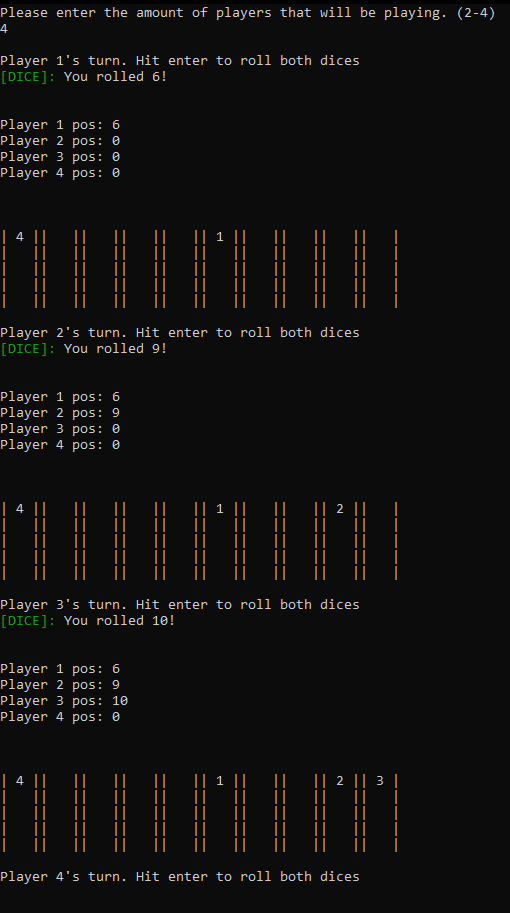 Please enter the amount of players that will be playing. (2-4)
4
Player 1's turn. Hit enter to roll both dices
[DICE]: You rolled 6!
Player 1 pos: 6
Player 2 pos: 0
Player 3 pos: 0
Player 4 pos: 0
| 4 ||   ||   ||   ||   || 1 ||   ||   ||   ||   |
|   ||   ||   ||   ||   ||   ||   ||   ||   ||   |
|   ||   ||   ||   ||   ||   ||   ||   ||   ||   |
|   ||   ||   ||   ||   ||   ||   ||   ||   ||   |
|   ||   ||   ||   ||   ||   ||   ||   ||   ||   |
Player 2's turn. Hit enter to roll both dices
[DICE]: You rolled 9!
Player 1 pos: 6
Player 2 pos: 9
Player 3 pos: 0
Player 4 pos: 0
| 4 ||   ||   ||   ||   || 1 ||   ||   || 2 ||   |
|   ||   ||   ||   ||   ||   ||   ||   ||   ||   |
|   ||   ||   ||   ||   ||   ||   ||   ||   ||   |
|   ||   ||   ||   ||   ||   ||   ||   ||   ||   |
|   ||   ||   ||   ||   ||   ||   ||   ||   ||   |
Player 3's turn. Hit enter to roll both dices
[DICE]: You rolled 10!
Player 1 pos: 6
Player 2 pos: 9
Player 3 pos: 10
Player 4 pos: 0
| 4 ||   ||   ||   ||   || 1 ||   ||   || 2 || 3 |
|   ||   ||   ||   ||   ||   ||   ||   ||   ||   |
|   ||   ||   ||   ||   ||   ||   ||   ||   ||   |
|   ||   ||   ||   ||   ||   ||   ||   ||   ||   |
|   ||   ||   ||   ||   ||   ||   ||   ||   ||   |
Player 4's turn. Hit enter to roll both dices